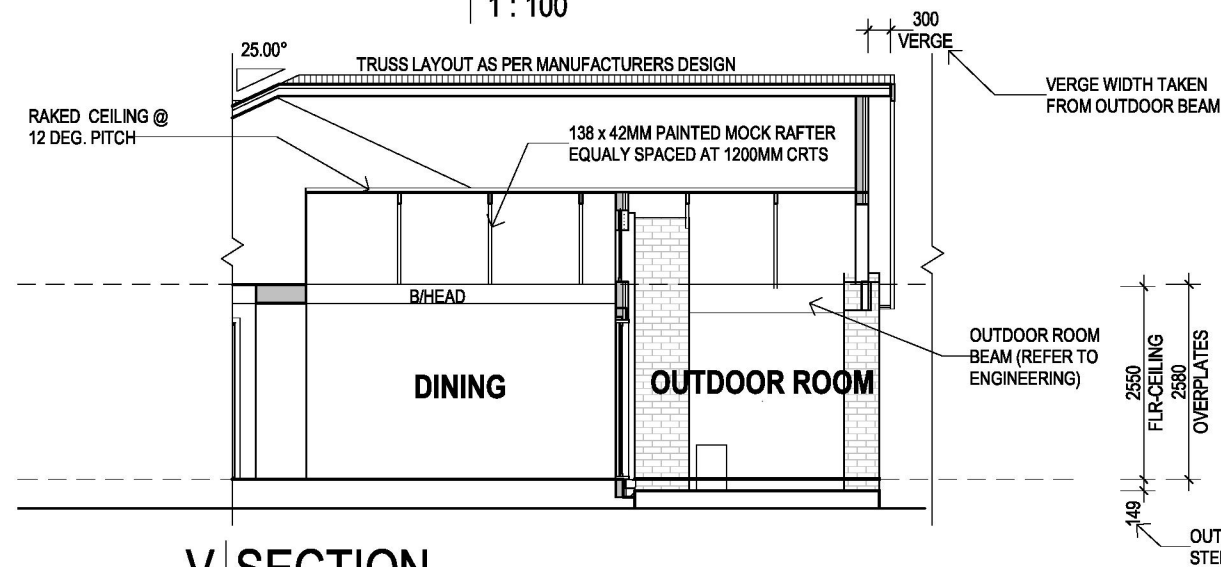 1 : 100
300
VERGE
25.00°
TRUSS LAYOUT AS PER MANUFACTURERS DESIGN
VERGE WIDTH TAKEN
FROM OUTDOOR BEAM
RAKED CEILING @
12 DEG. PITCH
138 x 42MM PAINTED MOCK RAFTER
EQUALY SPACED AT 1200MM CRTS
B/HEAD
OUTDOOR ROOM
BEAM (REFER TO
ENGINEERING)
DINING
OUTDOOR ROOM
2550
FLR-CEILING
2580
OVERPLATES
149
OUT
STE
V SECTION